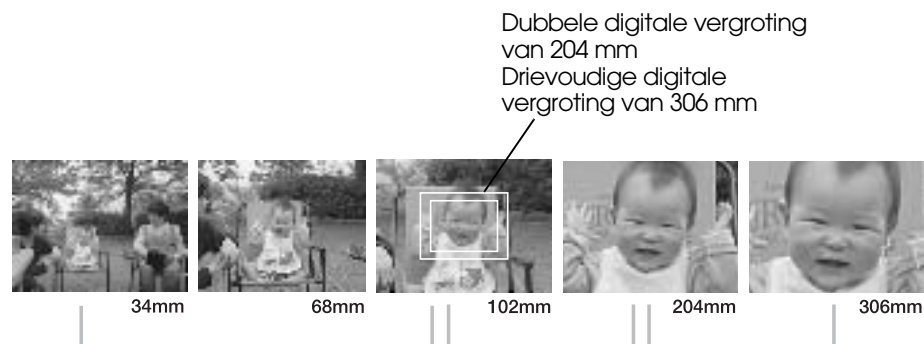 Dubbele digitale vergroting
van 204 mm
Drievoudige digitale
vergroting van 306 mm
34mm
68mm
102mm
204mm
306mm